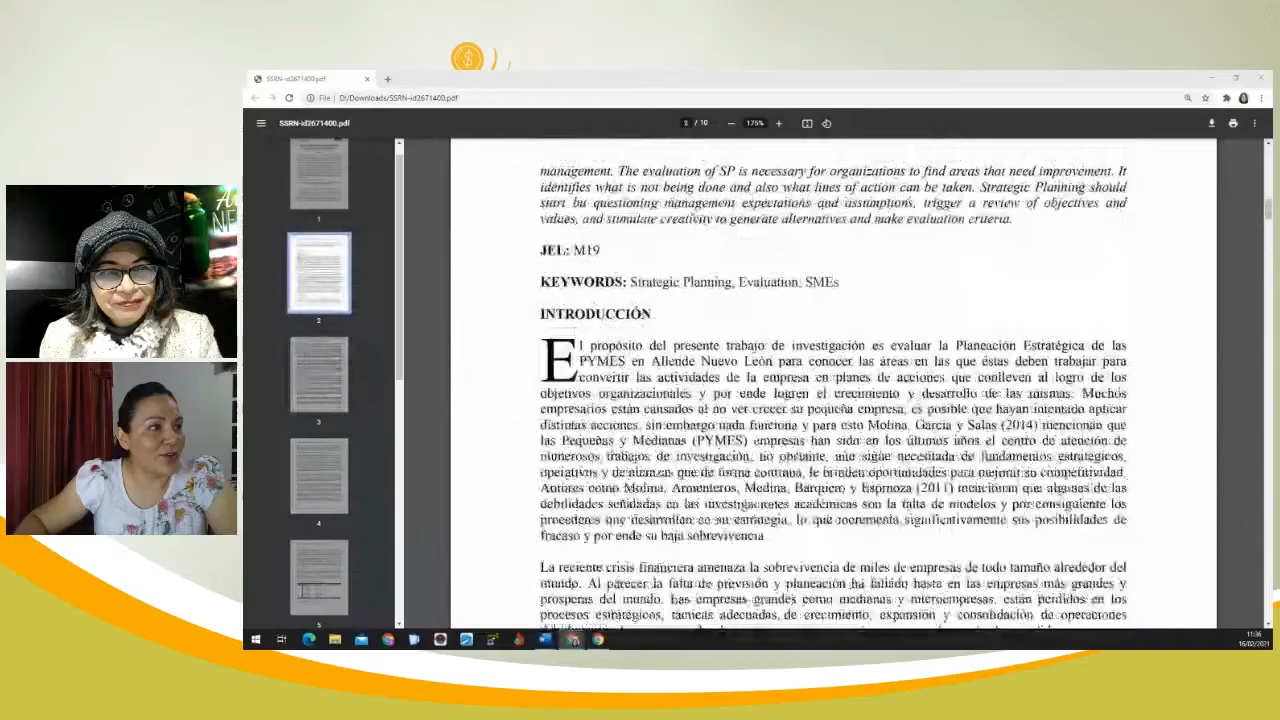 SSRN-id2671400.pdf
File | D:/Downloads/SSRN-id2671400.pdf
SSRN-id2671400.pdf
/ 10
175%
management. The evaluation of SP is necessary for organizations to find areas that need improvement. It
identifies what is not being done and also what lines of action can be taken. Strategic Planning should
start by questioning management expectations and assumptions, trigger a review of objectives and
values, and stimulate creativity to generate alternatives and make evaluation criteria.
JEL: M19
KEYWORDS: Strategic Planning, Evaluation, SMEs
INTRODUCCIÓN
El propósito del presente trabajo de investigación es evaluar la Planeación Estratégica de las
PYMES en Allende Nuevo León para conocer las áreas en las que éstas deben trabajar para
convertir las actividades de la empresa en planes de acciones que conlleven al logro de los
objetivos organizacionales y por ende logren el crecimiento y desarrollo de las mismas. Muchos
empresarios están cansados al no ver crecer su pequeña empresa, es posible que hayan intentado aplicar
distintas acciones, sin embargo nada funciona y para esto Molina, García y Salas (2014) mencionan que
las Pequeñas y Medianas (PYMES) empresas han sido en los últimos años el centro de atención de
numerosos trabajos de investigación, no obstante, aún sigue necesitada de fundamentos estratégicos,
operativos y de finanzas que de forma continua, le brinden oportunidades para mejorar su competitividad.
Autores como Molina, Armenteros, Medina, Barquero y Espinoza (2011) mencionan que algunas de las
debilidades señaladas en las investigaciones académicas son la falta de modelos y por consiguiente los
procederes que desarrollan en su estrategia, lo que incrementa significativamente sus posibilidades de
fracaso y por ende su baja sobrevivencia.
La reciente crisis financiera amenaza la sobrevivencia de miles de empresas de todo tamaño alrededor del
mundo. Al parecer la falta de previsión y planeación ha fallado hasta en las empresas más grandes y
prosperas del mundo. Las empresas grandes como medianas y microempresas, están perdidos en los
procesos estratégicos, tácticas adecuadas de crecimiento, expansión y consolidación de operaciones
1
2
3
4
5
11:36
16/02/2021